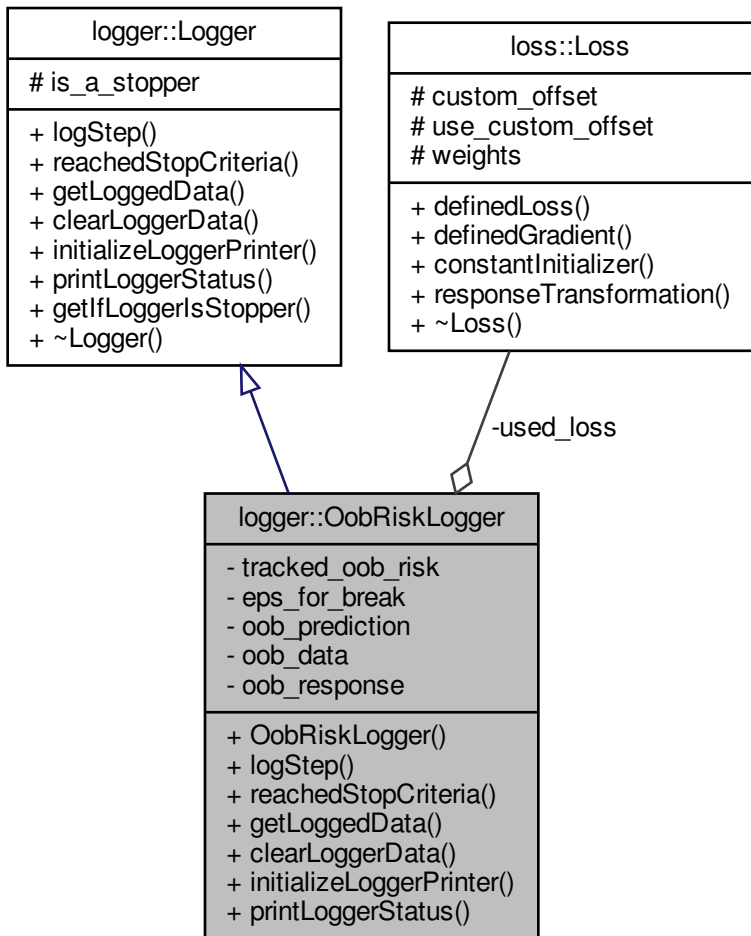 logger::Logger
# is_a_stopper
+ logStep()
+ reachedStopCriteria()
+ getLoggedData()
+ clearLoggerData()
+ initializeLoggerPrinter()
+ printLoggerStatus()
+ getIfLoggerIsStopper()
+ ~Logger()
loss::Loss
# custom_offset
# use_custom_offset
# weights
+ definedLoss()
+ definedGradient()
+ constantInitializer()
+ responseTransformation()
+ ~Loss()
-used_loss
logger::OobRiskLogger
- tracked_oob_risk
- eps_for_break
- oob_prediction
- oob_data
- oob_response
+ OobRiskLogger()
+ logStep()
+ reachedStopCriteria()
+ getLoggedData()
+ clearLoggerData()
+ initializeLoggerPrinter()
+ printLoggerStatus()